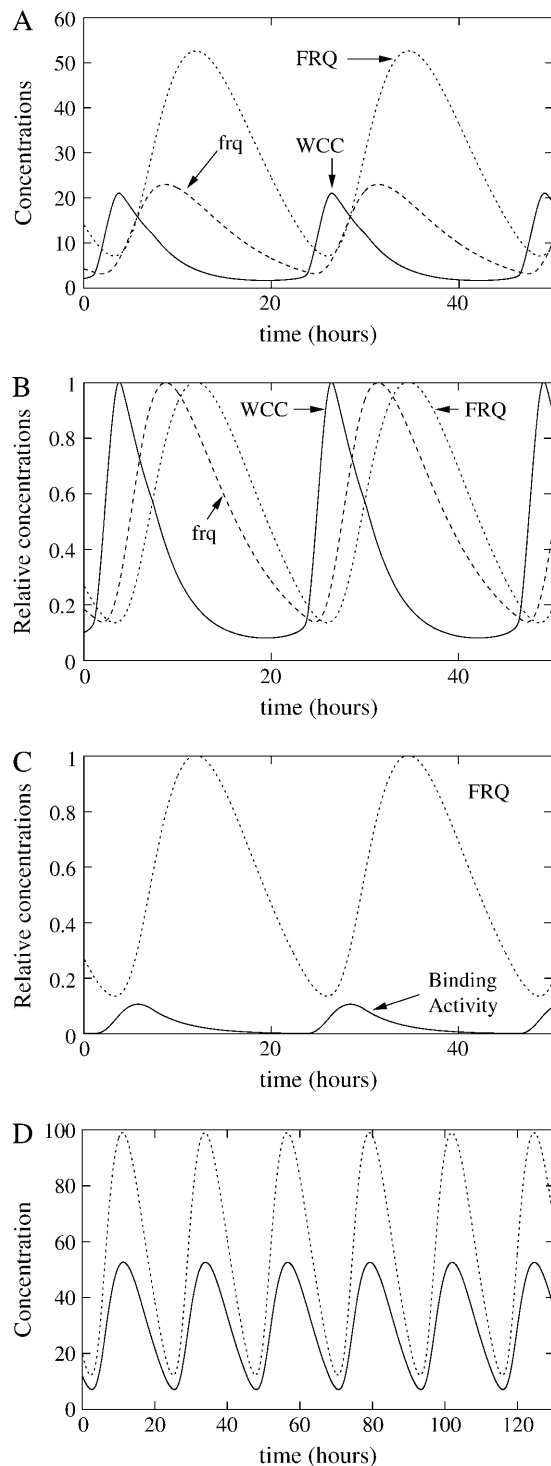 A
60
50
40
30
20
10
0
Concentrations
FRQ
frq
WCC
0
20
40
time (hours)
B
1
0.8
0.6
0.4
0.2
0
Relative concentrations
WCC
FRQ
frq
0
20
40
time (hours)
C
1
0.8
0.6
0.4
0.2
0
Relative concentrations
FRQ
Binding
Activity
0
20
40
time (hours)
D
100
80
60
40
20
0
Concentration
0
20
40
60
80
100
120
time (hours)